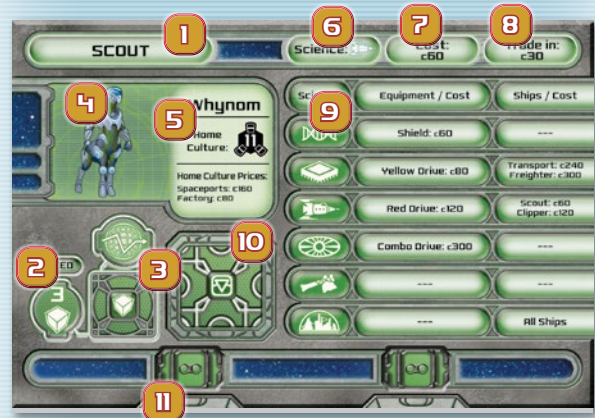 1
6
7
8
SCOUT
Science:
Cost:
c60
Trade in:
c30
4
5
Whynom
Home
Culture:
11
Home Culture Prices:
Spaceports: c160
Factory: c80
9
Equipment / Cost
Ships / Cost
Shield: c60
---
Yellow Drive: c80
Transport: c240
Freighter: c300
Red Drive: c120
Scout: c60
Clipper: c120
Combo Drive: c300
---
---
---
---
All Ships
2
3
10
3
11